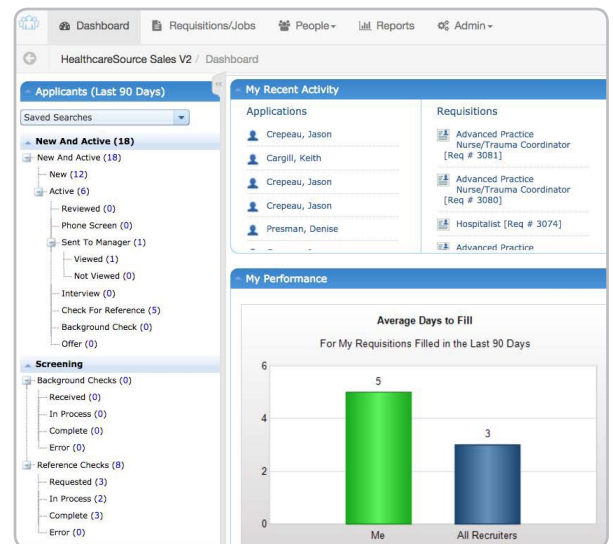 Dashboard
Requisitions/Jobs
People
Reports
Admin
HealthcareSource Sales V2 / Dashboard
Applicants (Last 90 Days)
Saved Searches
New And Active (18)
New And Active (18)
New (12)
Active (6)
Reviewed (0)
Phone Screen (0)
Sent To Manager (1)
Viewed (1)
Not Viewed (0)
Interview (0)
Check For Reference (5)
Background Check (0)
Offer (0)
Screening
Background Checks (0)
Received (0)
In Process (0)
Complete (0)
Error (0)
Reference Checks (8)
Requested (3)
In Process (2)
Complete (3)
Error (0)
My Recent Activity
Applications
Crepeau, Jason
Cargill, Keith
Crepeau, Jason
Crepeau, Jason
Presman, Denise
Requisitions
Advanced Practice
Nurse/Trauma Coordinator
[Req # 3081]
Advanced Practice
Nurse/Trauma Coordinator
[Req # 3080]
Hospitalist [Req # 3074]
Advanced Practice
My Performance
Average Days to Fill
For My Requisitions Filled in the Last 90 Days
6
4
2
0
5
3
Me
All Recruiters